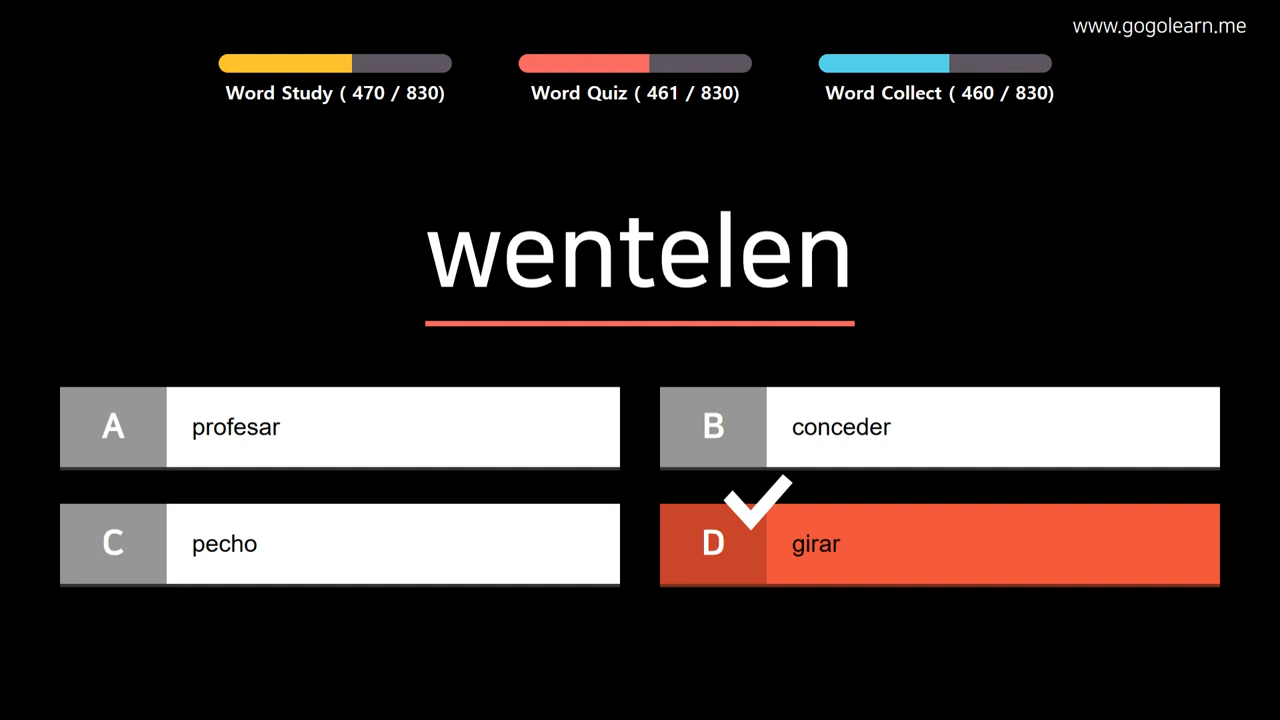 www.gogolearn.me
Word Study ( 470 / 830)
Word Quiz ( 461 / 830)
Word Collect ( 460 / 830)
wentelen
A profesar
B conceder
C pecho
D girar